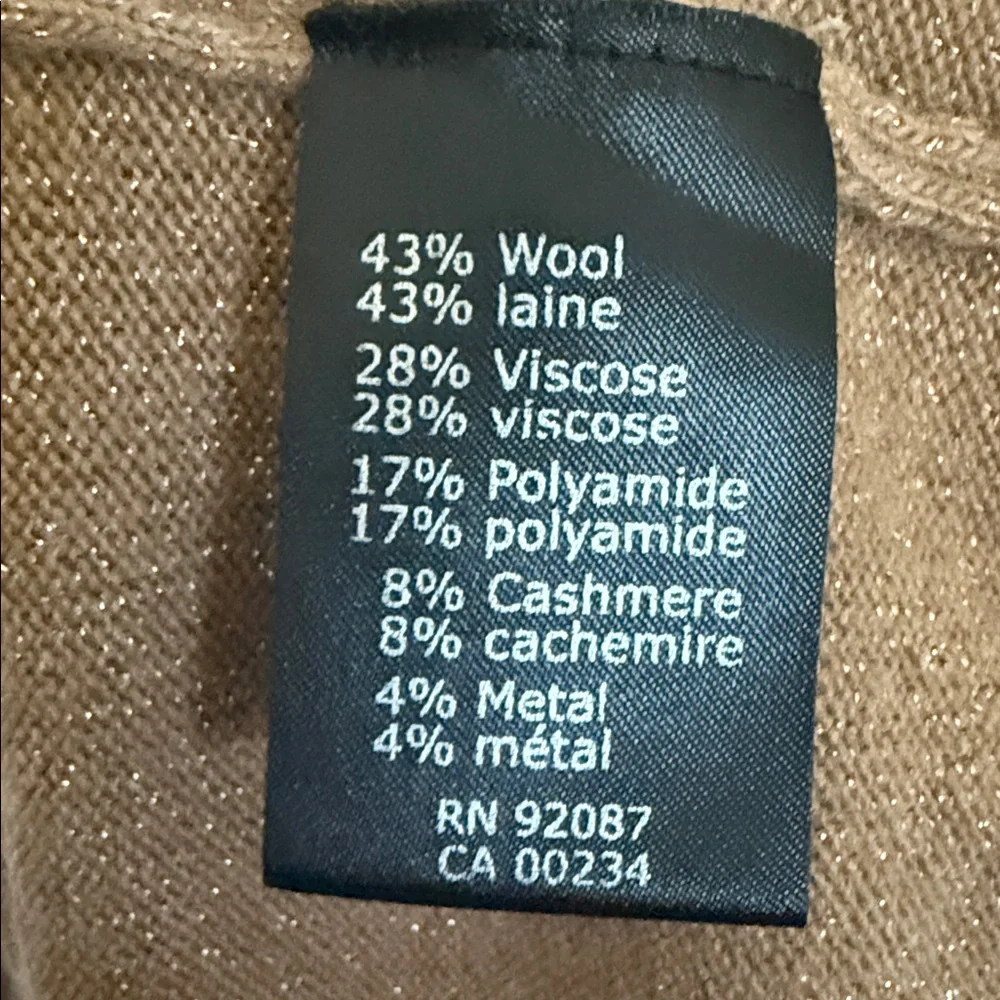 43% Wool
43% laine
28% Viscose
28% viscose
17% Polyamide
17% polyamide
8% Cashmere
8% cachemire
4% Metal
4% métal
RN 92087
CA 00234